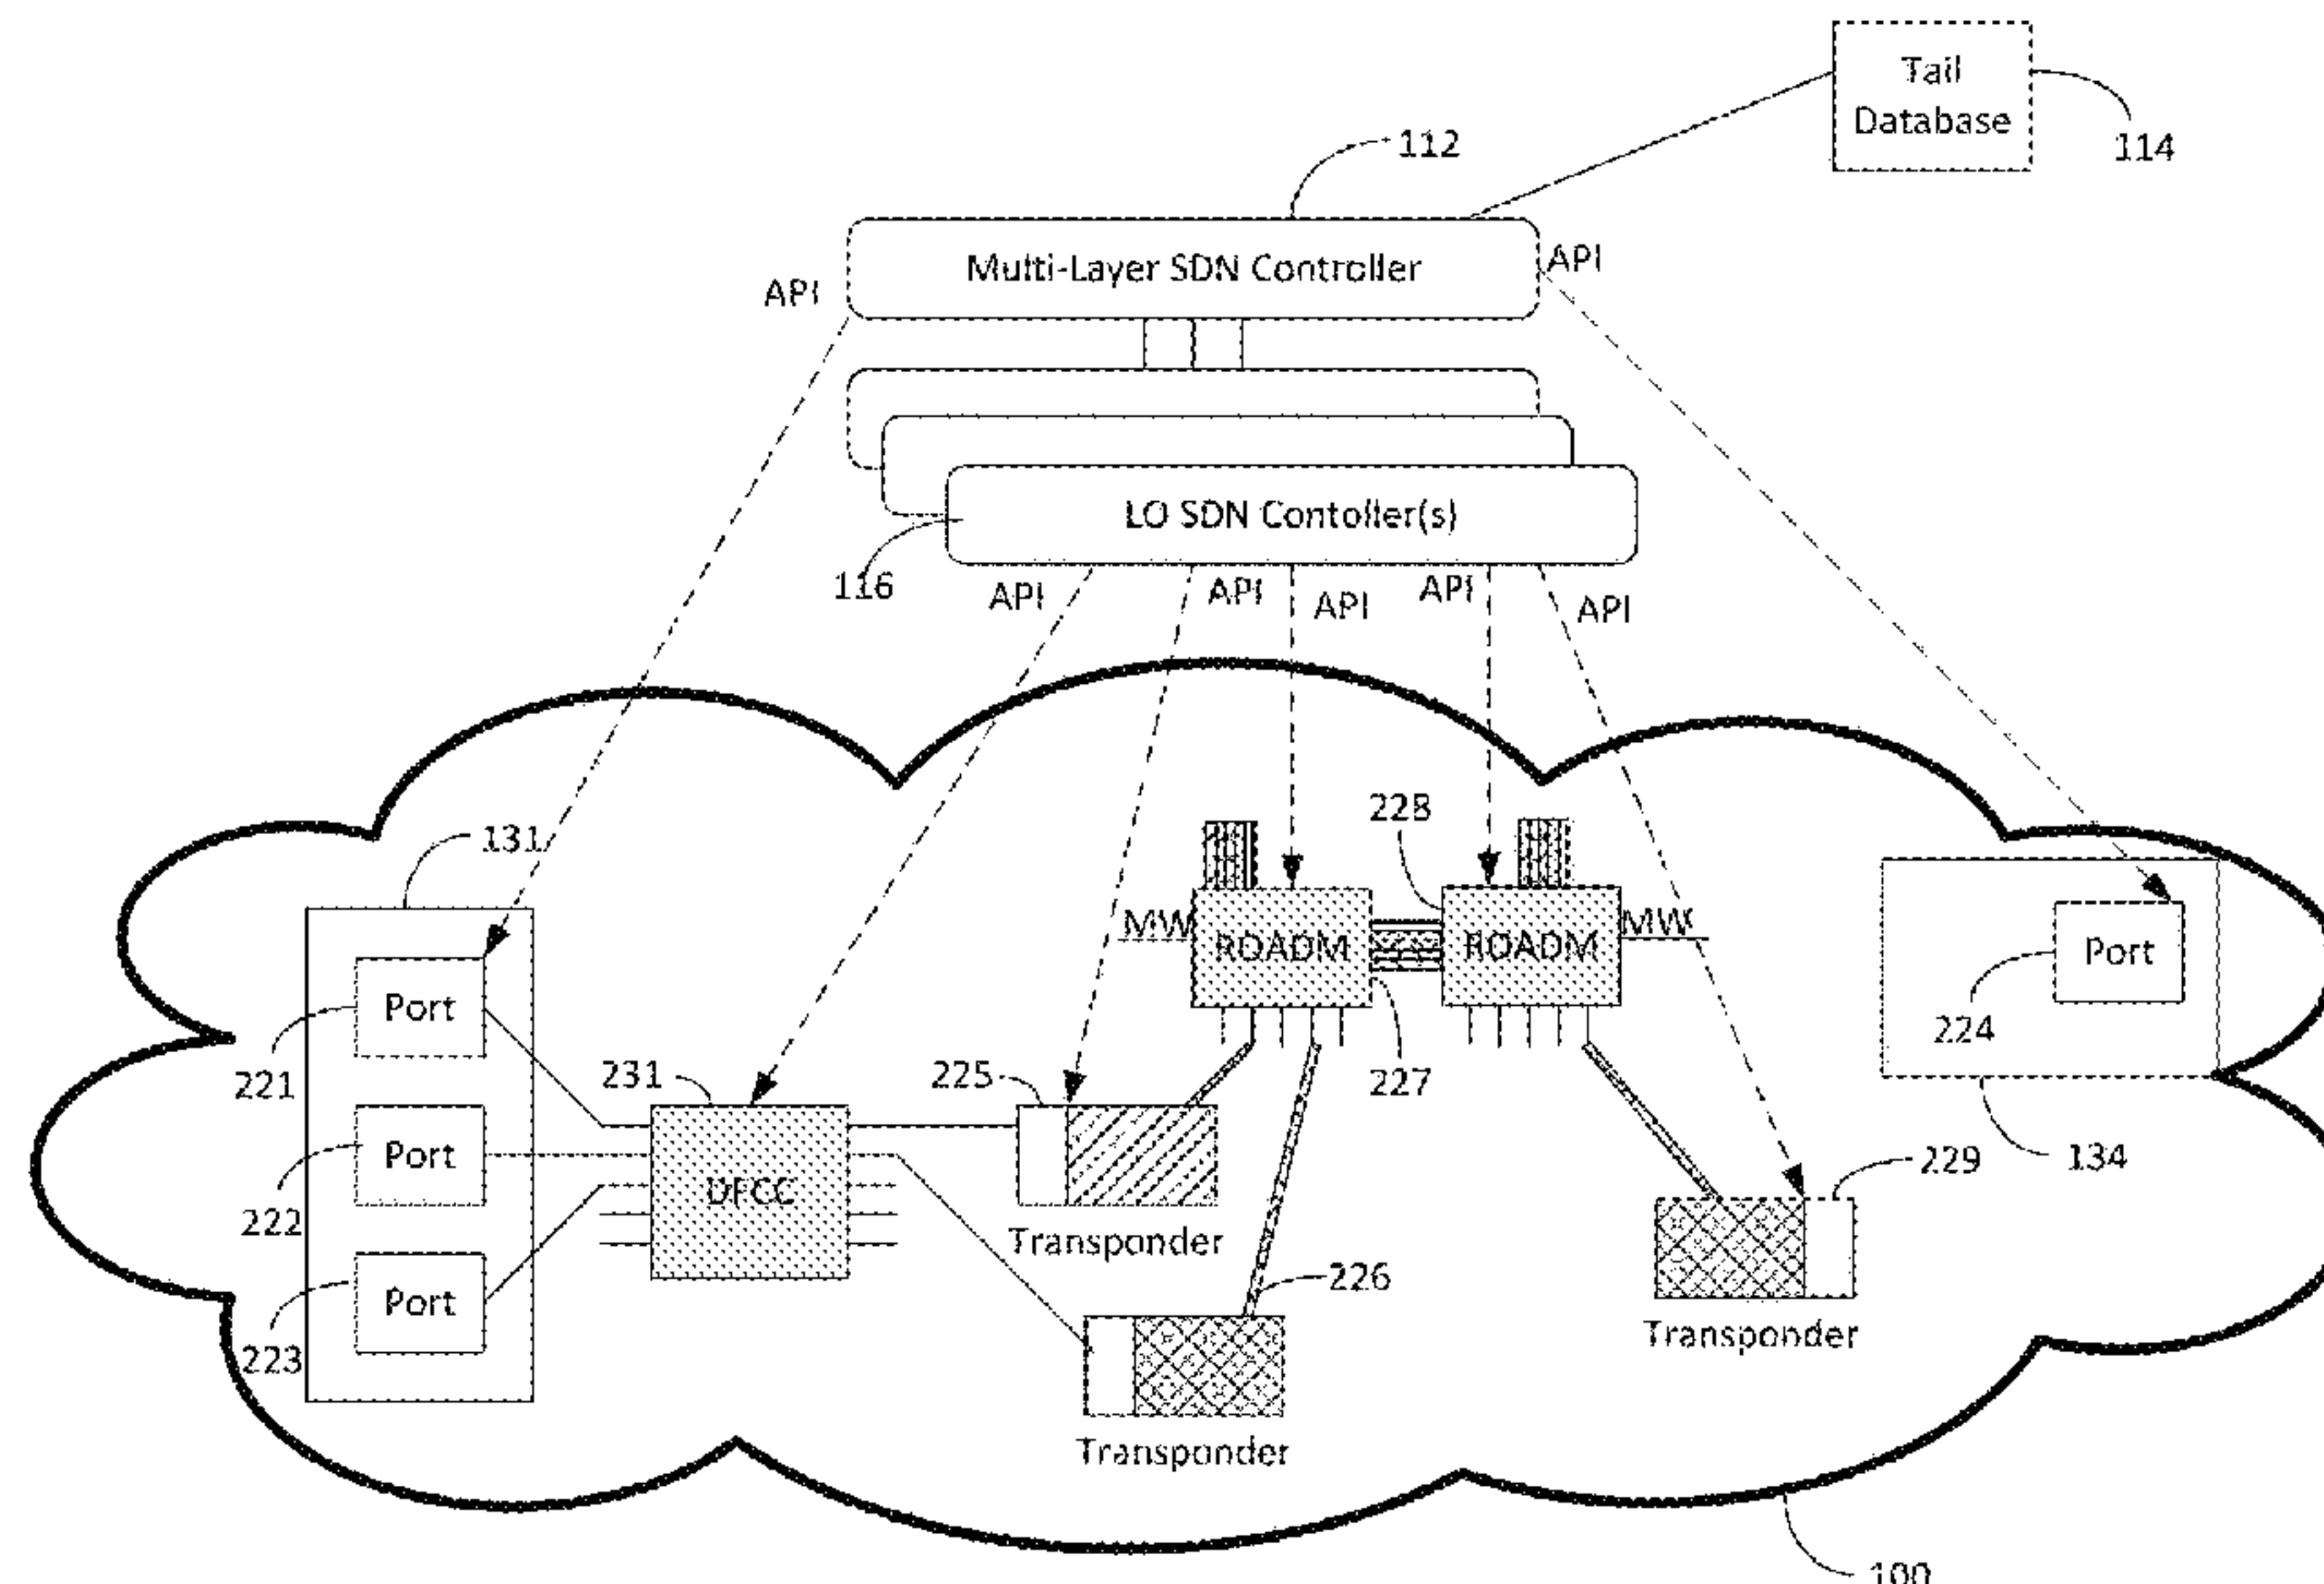 Tail
Database
114
112
Multi-Layer SDN Controller
API
API
LO SDN Contoller(s)
116
API
API
API
API
API
131
228
MW
ROADM
ROADM
MW
Port
221
Port
224
227
231
225
Port
222
DFCC
Transponder
134
229
Port
223
226
Transponder
Transponder
100